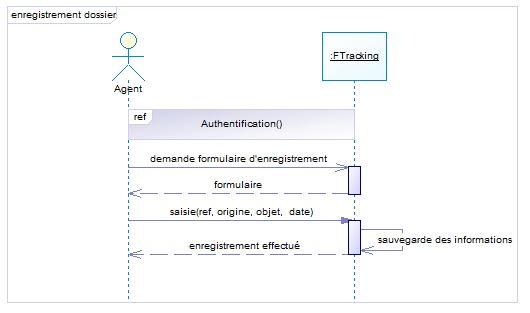 enregistrement dossier
:FTracking
Agent
ref
Authentification()
demande formulaire d'enregistrement
formulaire
saisie(ref, origine, objet, date)
sauvegarde des informations
enregistrement effectué